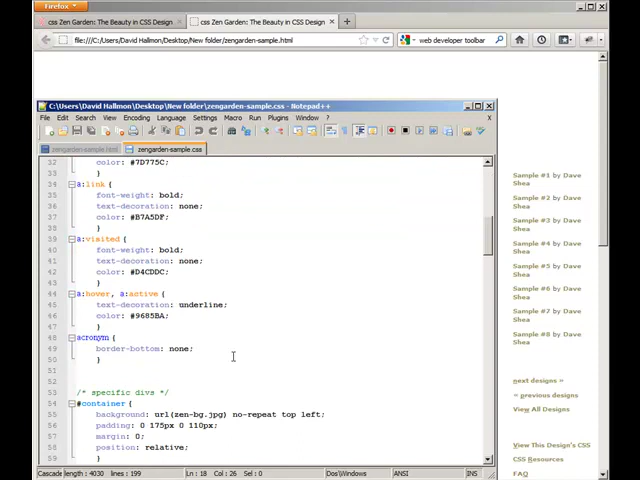 Firefox
css Zen Garden: The Beauty in CSS Design
css Zen Garden: The Beauty in CSS Design
file:///C:/Users/David Hallmon/Desktop/New folder/zengarden-sample.html
web developer toolbar
C:\Users\David Hallmon\Desktop\New folder\zengarden-sample.css - Notepad++
File Edit Search View Encoding Language Settings Macro Run Plugins Window ?
X
zengarden-sample.html
zengarden-sample.css
32 color: #7D775C;
33 }
34 a:link {
35 font-weight: bold;
36 text-decoration: none;
37 color: #B7A5DF;
38 }
39 a:visited {
40 font-weight: bold;
41 text-decoration: none;
42 color: #D4CDDC;
43 }
44 a:hover, a:active {
45 text-decoration: underline;
46 color: #9685BA;
47 }
48 acronym {
49 border-bottom: none;
50 }
51
52
53 /* specific divs */
54 #container {
55 background: url(zen-bg.jpg) no-repeat top left;
56 padding: 0 175px 0 110px;
57 margin: 0;
58 position: relative;
59 }
Cascade length : 4030 lines : 199
Ln : 18 Col : 26 Sel : 0
Dos\Windows
ANSI
INS
Sample #1 by Dave
Shea
Sample #2 by Dave
Shea
Sample #3 by Dave
Shea
Sample #4 by Dave
Shea
Sample #5 by Dave
Shea
Sample #6 by Dave
Shea
Sample #7 by Dave
Shea
Sample #8 by Dave
Shea
next designs »
« previous designs
View All Designs
View This Design's CSS
CSS Resources
FAQ